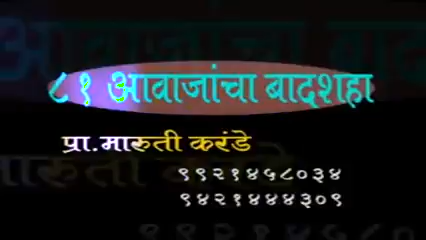 ८१ आवाजांचा बादशहा
प्रा.मारुती करंडे
९९२१४५८०३४
९४२१४४४३०९